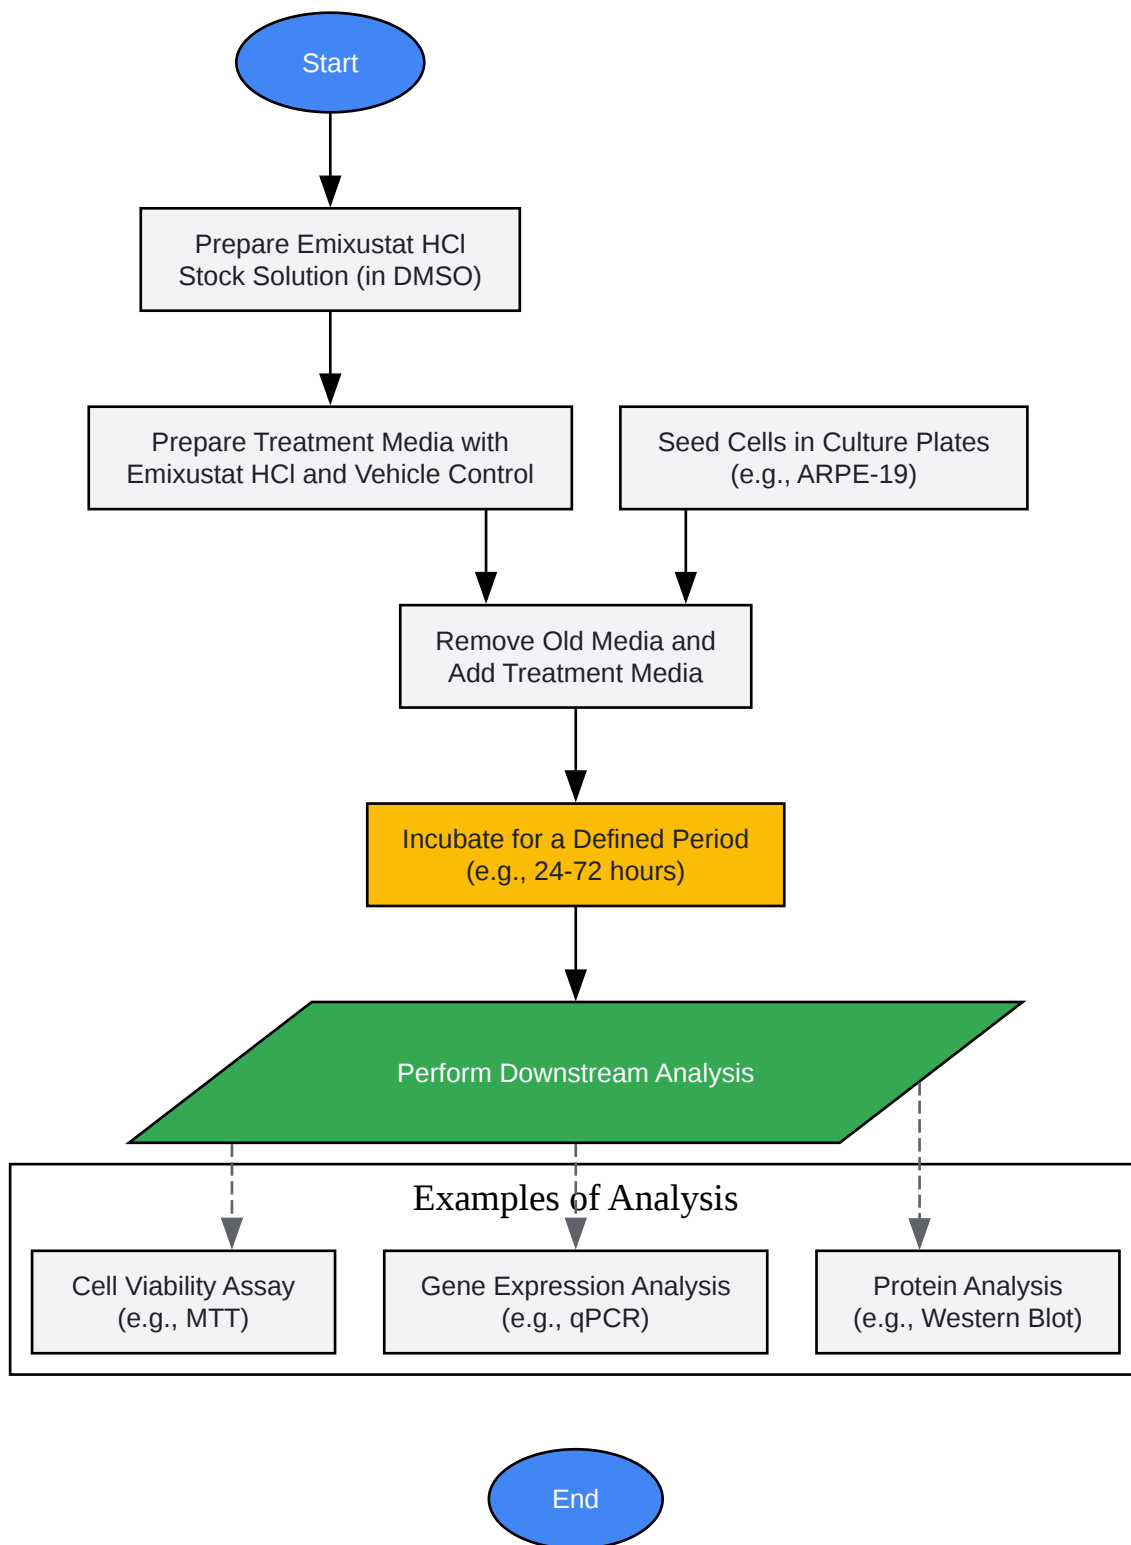 Start
Prepare Emixustat HCl
Stock Solution (in DMSO)
Prepare Treatment Media with
Emixustat HCl and Vehicle Control
Seed Cells in Culture Plates
(e.g., ARPE-19)
Remove Old Media and
Add Treatment Media
Incubate for a Defined Period
(e.g., 24-72 hours)
Perform Downstream Analysis
Examples of Analysis
Cell Viability Assay
(e.g., MTT)
Gene Expression Analysis
(e.g., qPCR)
Protein Analysis
(e.g., Western Blot)
End